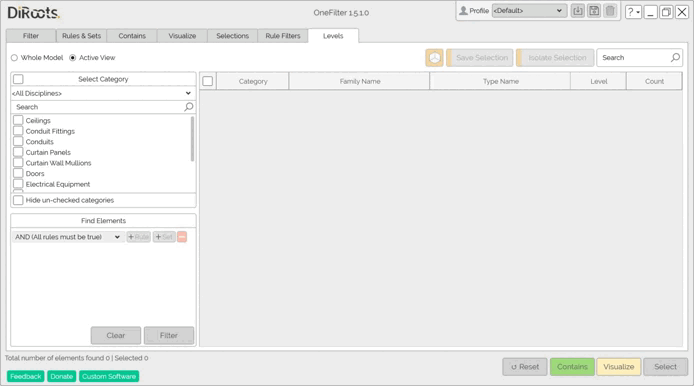 DiRoots.
OneFilter 1.5.1.0
Profile <Default>
?
Filter Rules & Sets Contains Visualize Selections Rule Filters Levels
Whole Model Active View
Save Selection Isolate Selection Search
Select Category
<All Disciplines>
Search
Ceilings
Conduit Fittings
Conduits
Curtain Panels
Curtain Wall Mullions
Doors
Electrical Equipment
Hide un-checked categories
Category Family Name Type Name Level Count
Find Elements
AND (All rules must be true) +Rule +Set
Clear Filter
Total number of elements found 0 | Selected 0
Feedback Donate Custom Software
Reset Contains Visualize Select